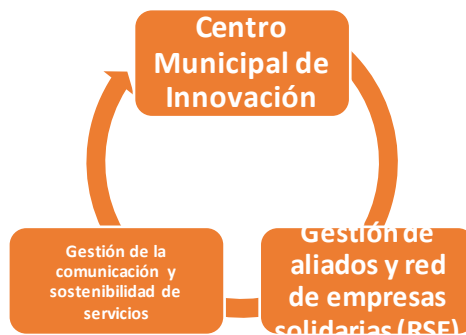 Centro
Municipal de
Innovación
Gestión de la
comunicación y
sostenibilidad de
servicios
Gestión de
aliados y red
de empresas
solidarias (RSE)